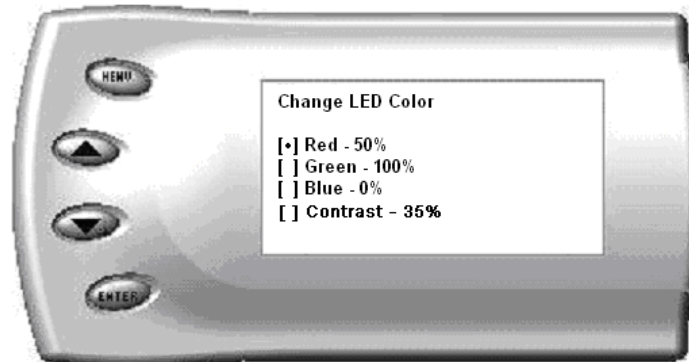 MENU
Change LED Color
[•] Red - 50%
[ ] Green - 100%
[ ] Blue - 0%
[ ] Contrast – 35%
ENTER